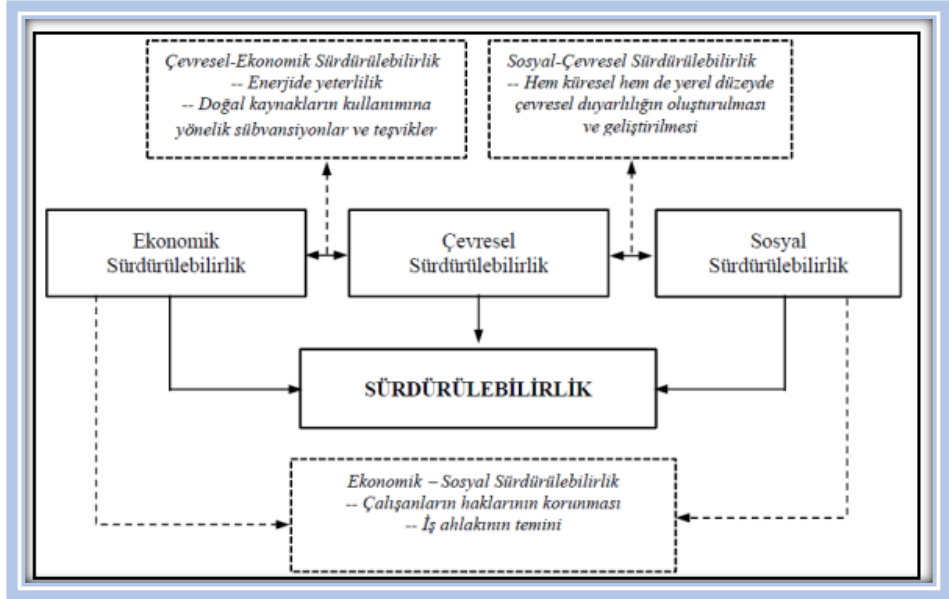 Çevresel-Ekonomik Sürdürülebilirlik
-- Enerjide yeterlilik
-- Doğal kaynakların kullanımına
yönelik sübvansiyonlar ve teşvikler
Sosyal-Çevresel Sürdürülebilirlik
-- Hem küresel hem de yerel düzeyde
çevresel duyarlılığın oluşturulması
ve geliştirilmesi
Ekonomik
Sürdürülebilirlik
Çevresel
Sürdürülebilirlik
Sosyal
Sürdürülebilirlik
SÜRDÜRÜLEBİLİRLİK
Ekonomik – Sosyal Sürdürülebilirlik
-- Çalışanların haklarının korunması
-- İş ahlakının temini